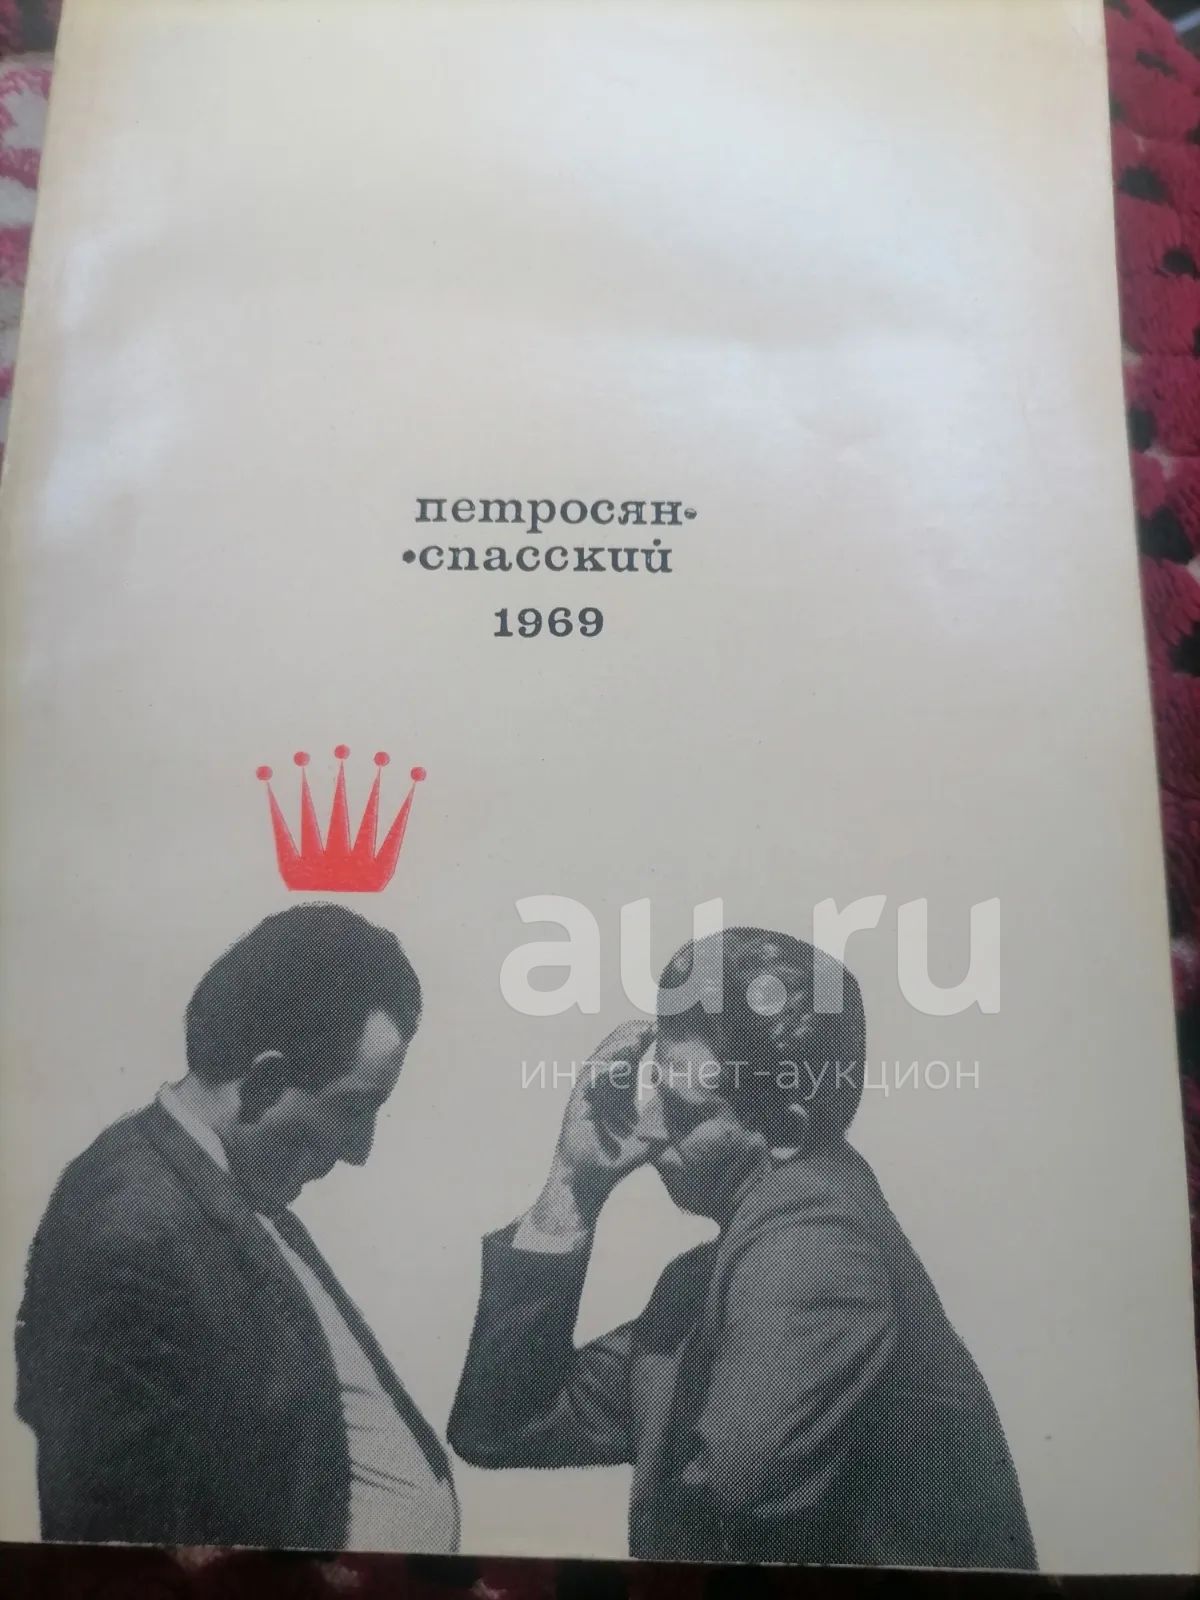 петросян•
•спасский
1969
au.ru
интернет-аукцион